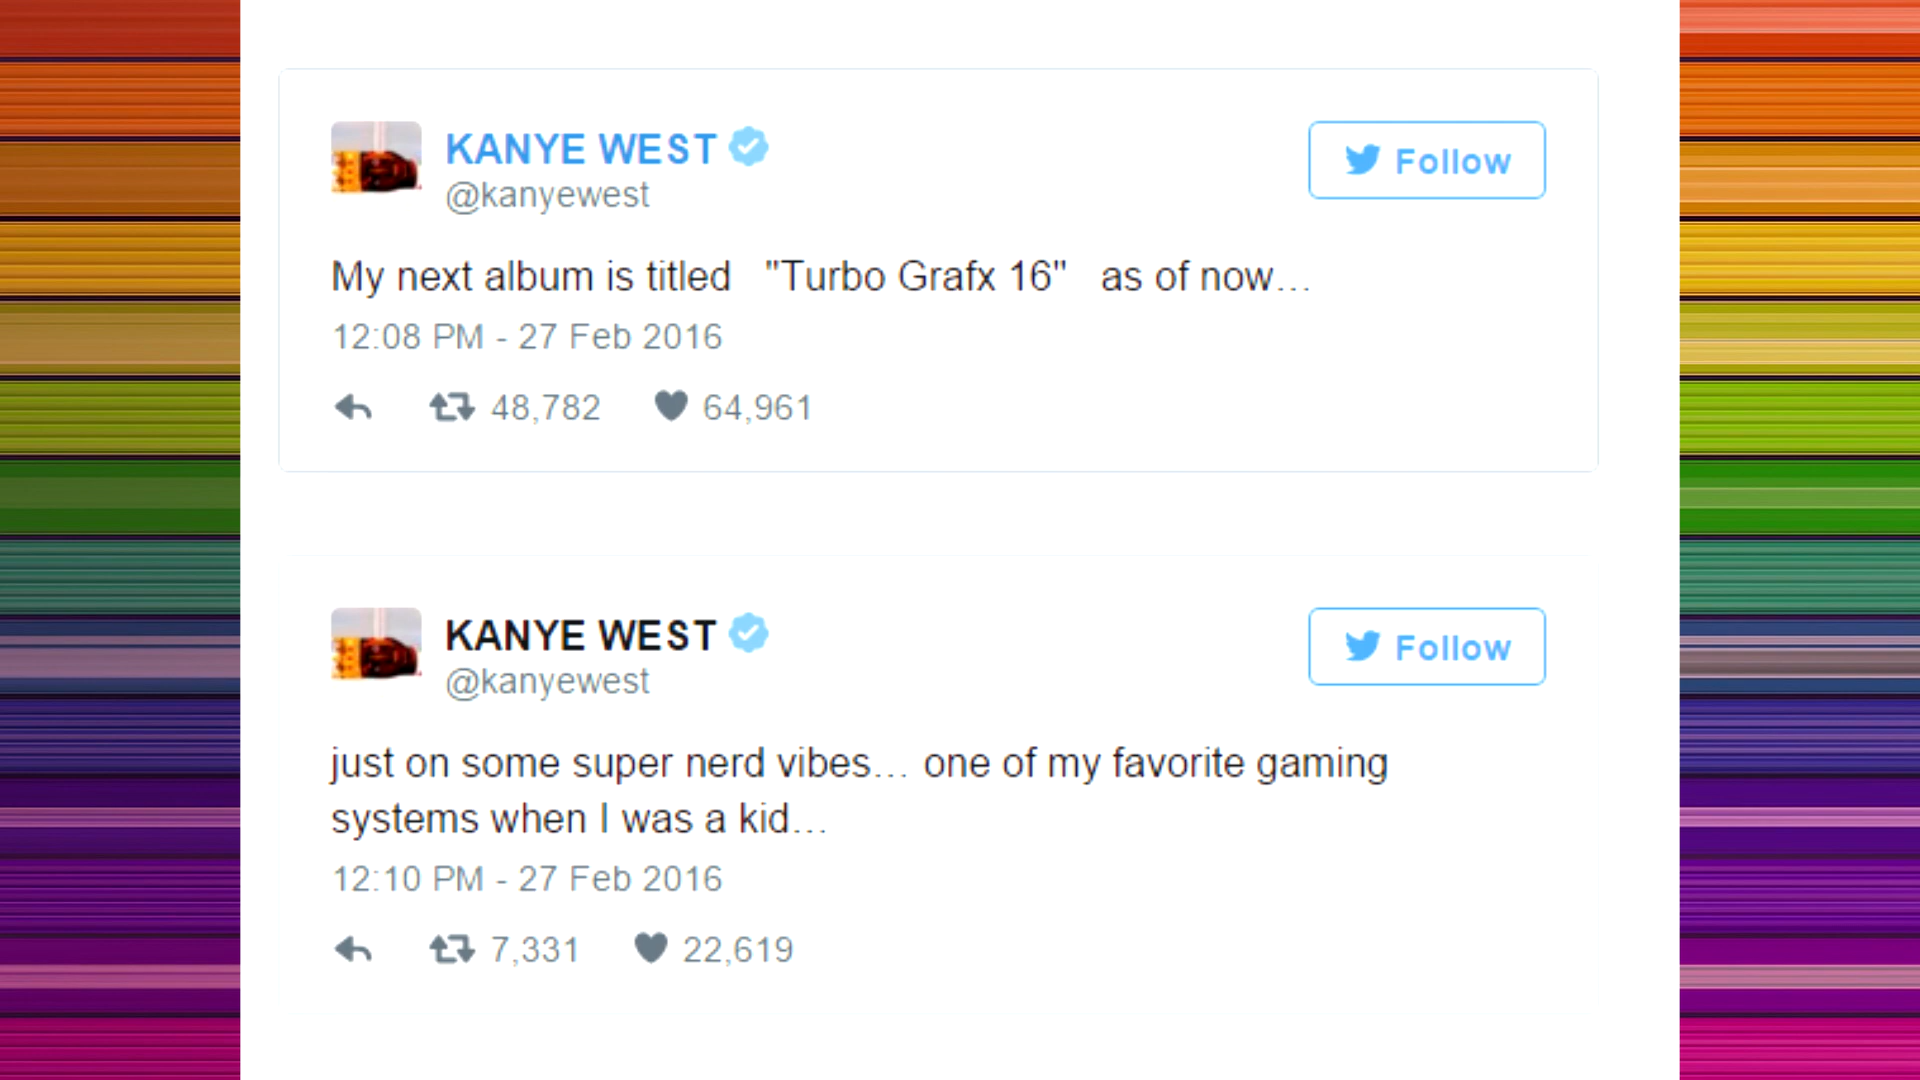 KANYE WEST
@kanyewest
Follow
My next album is titled "Turbo Grafx 16" as of now...
12:08 PM - 27 Feb 2016
48,782 64,961
KANYE WEST
@kanyewest
Follow
just on some super nerd vibes... one of my favorite gaming
systems when I was a kid...
12:10 PM - 27 Feb 2016
7,331 22,619